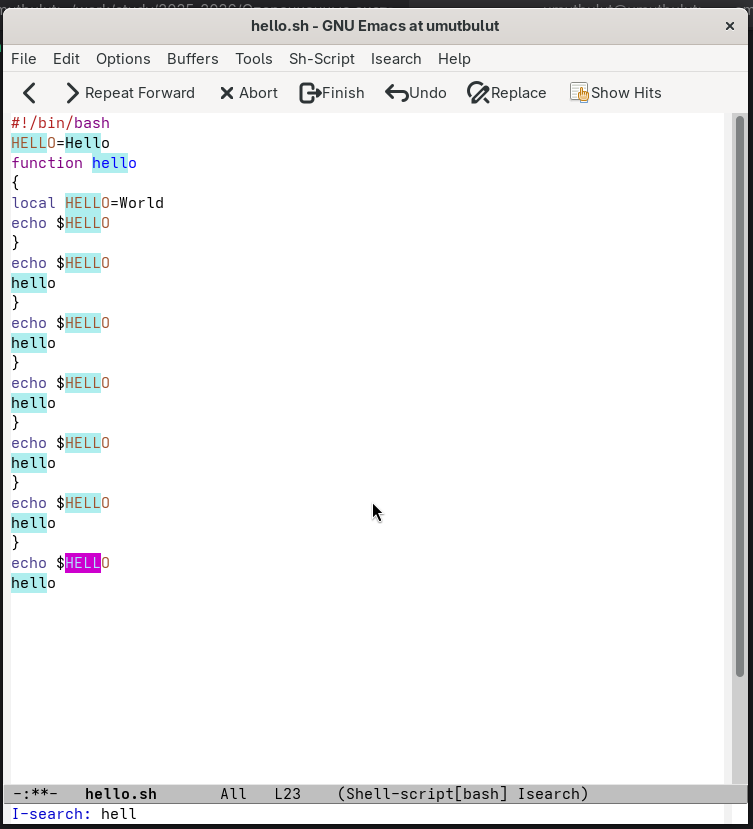 hello.sh - GNU Emacs at umutbulut
File Edit Options Buffers Tools Sh-Script Isearch Help
Repeat Forward Abort Finish Undo Replace Show Hits
#!/bin/bash
HELLO=Hello
function hello
{
local HELLO=World
echo $HELLO
}
echo $HELLO
hello
}
echo $HELLO
hello
}
echo $HELLO
hello
}
echo $HELLO
hello
}
echo $HELLO
hello
}
echo $HELLO
hello
-:**- hello.sh All L23 (Shell-script[bash] Isearch)
I-search: hell